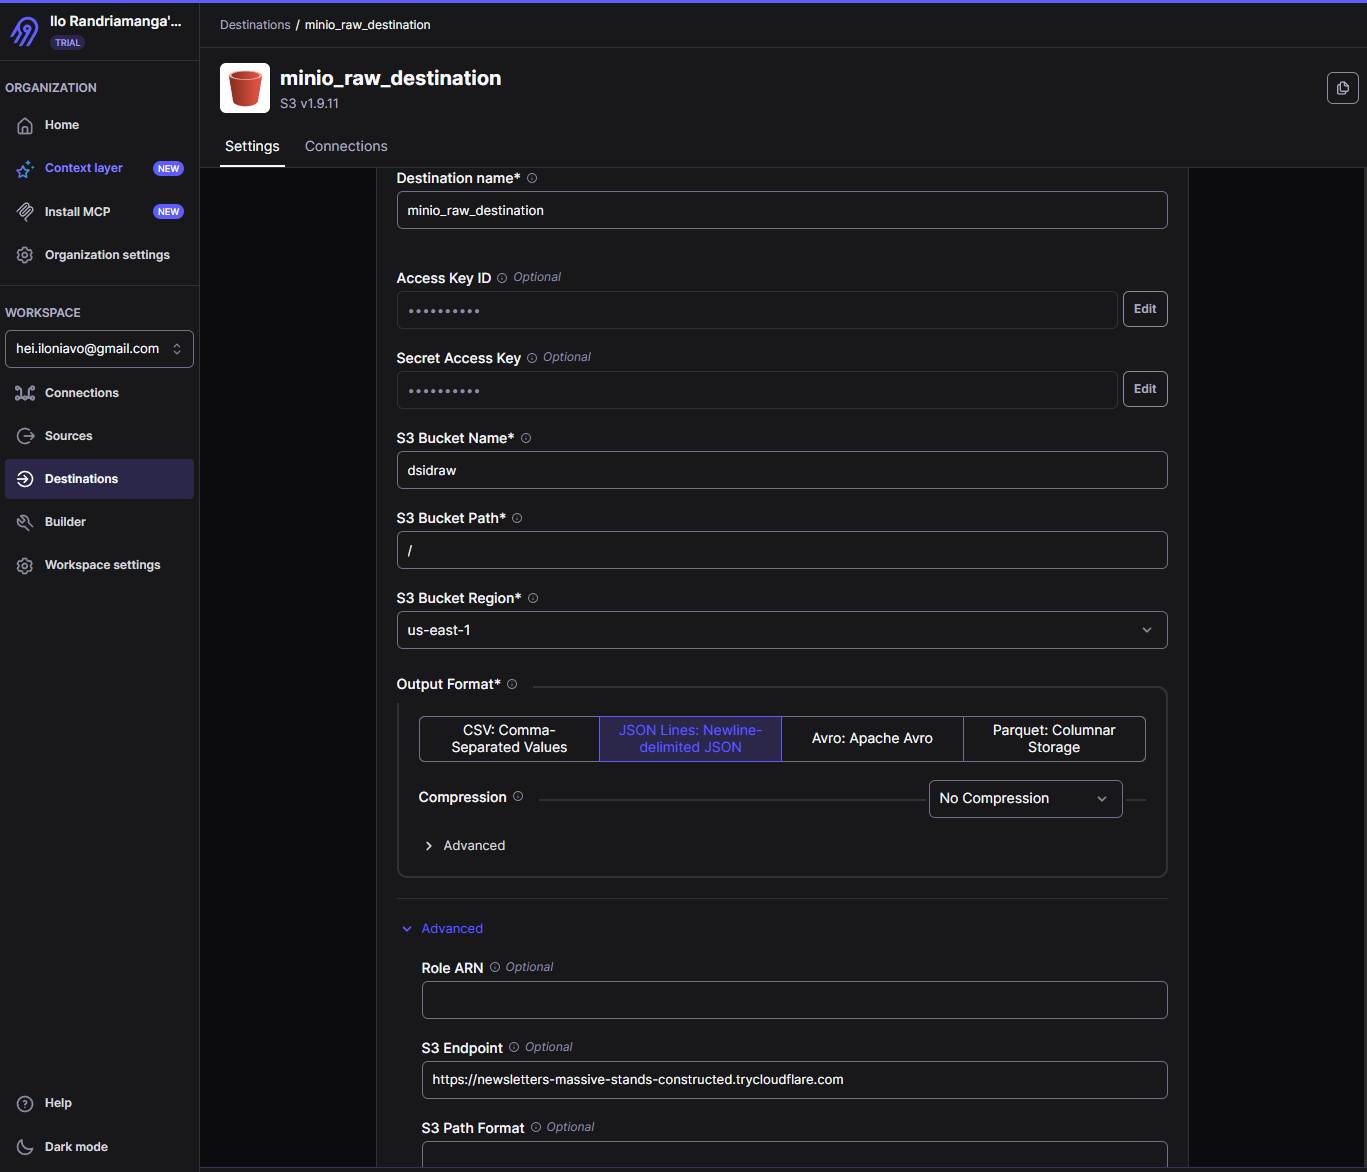 Ilo Randriamanga'...
TRIAL
ORGANIZATION
Home
Context layer NEW
Install MCP NEW
Organization settings
WORKSPACE
hei.iloniavo@gmail.com
Connections
Sources
Destinations
Builder
Workspace settings
Help
Dark mode
Destinations / minio_raw_destination
minio_raw_destination
S3 v1.9.11
Settings Connections
Destination name*
minio_raw_destination
Access Key ID Optional
•••••••••• Edit
Secret Access Key Optional
•••••••••• Edit
S3 Bucket Name*
dsidraw
S3 Bucket Path*
/
S3 Bucket Region*
us-east-1
Output Format*
CSV: Comma-
Separated Values
JSON Lines: Newline-
delimited JSON
Avro: Apache Avro
Parquet: Columnar
Storage
Compression No Compression
Advanced
Advanced
Role ARN Optional
S3 Endpoint Optional
https://newsletters-massive-stands-constructed.trycloudflare.com
S3 Path Format Optional